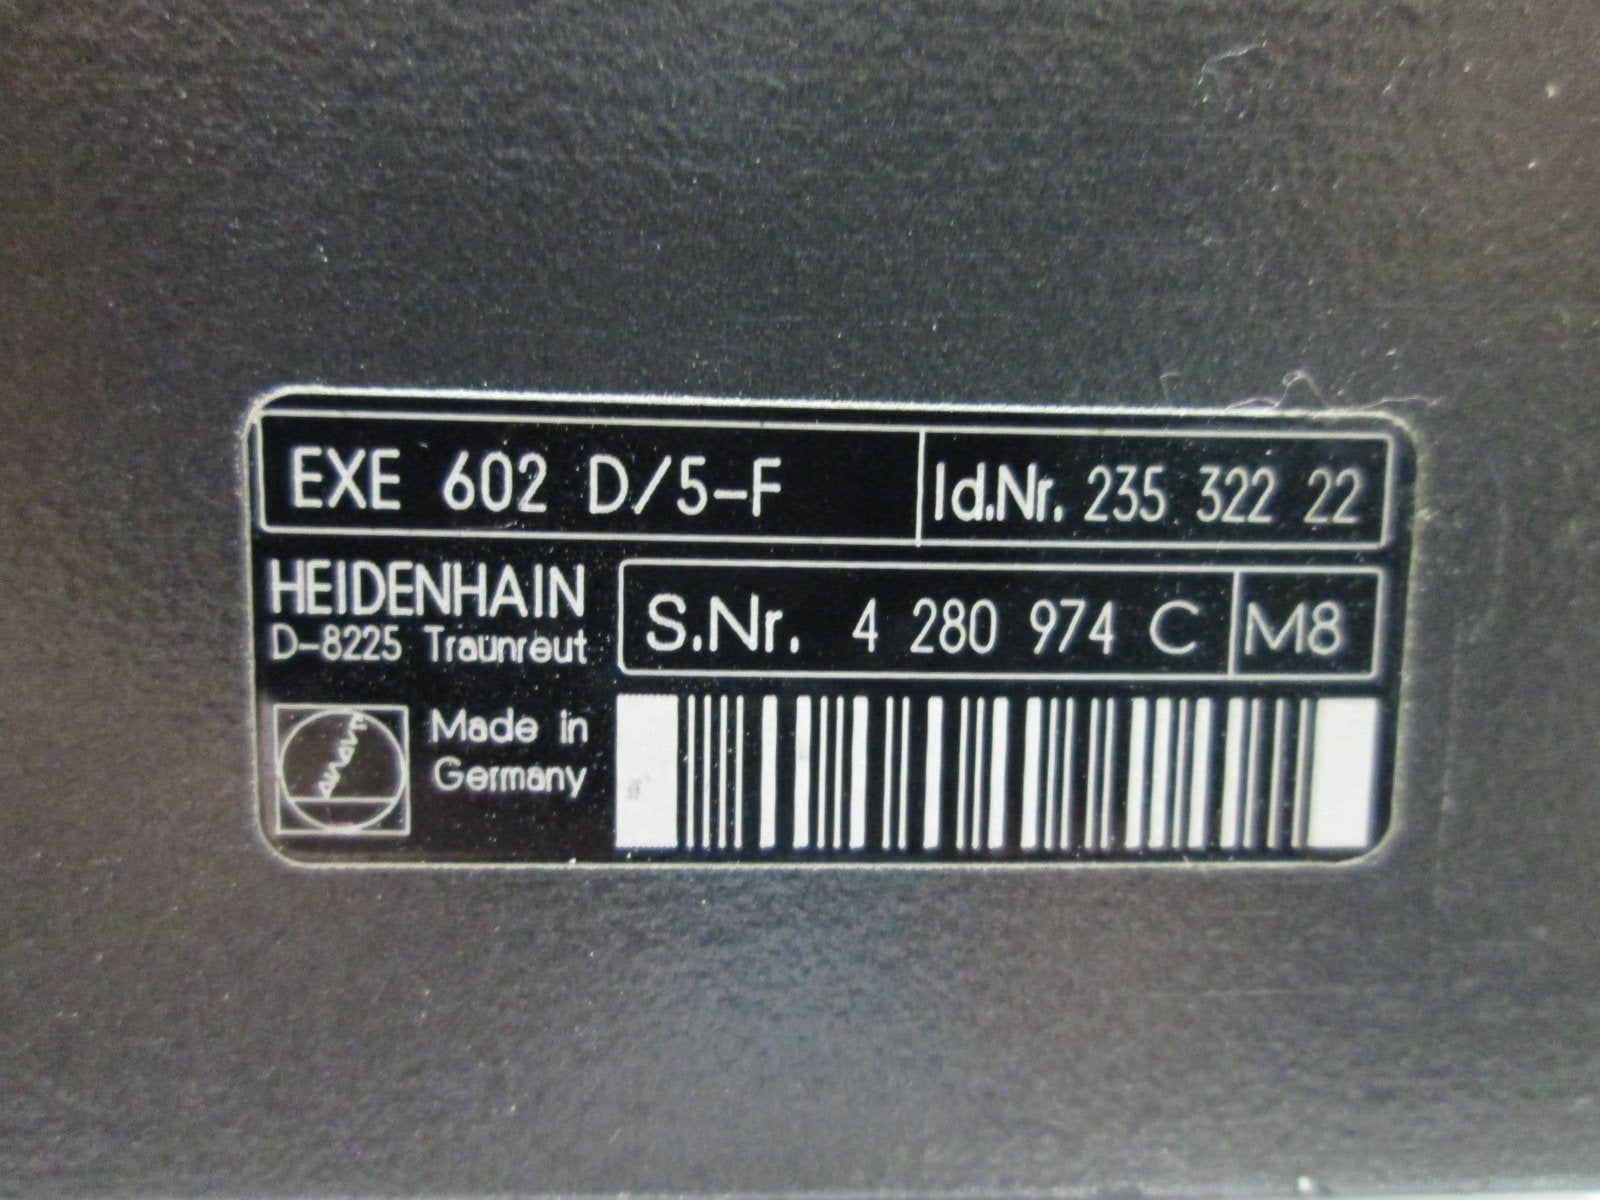 EXE 602 D/5-F Id.Nr. 235 322 22
HEIDENHAIN
D-8225 Traunreut
S.Nr. 4 280 974 C M8
Made in
Germany